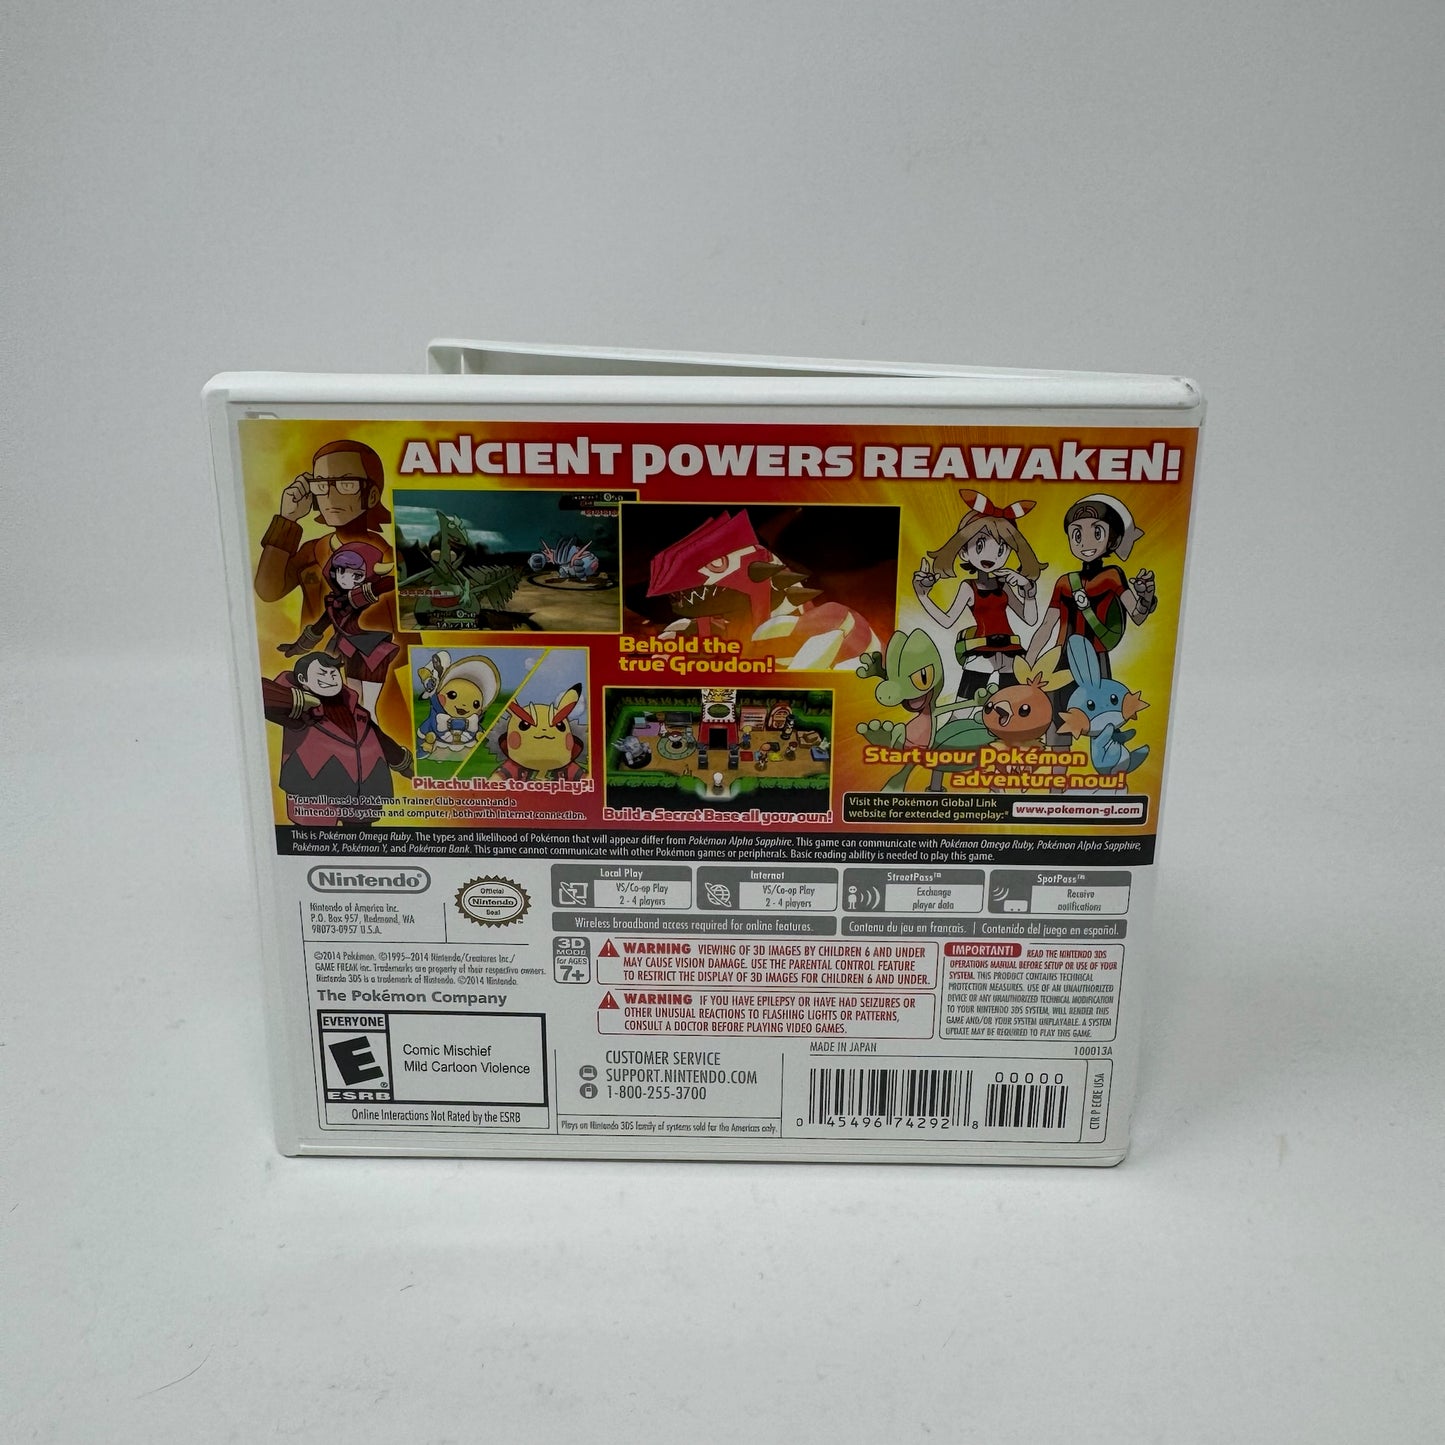 ANCIENT POWERS REAWAKEN!
Behold the
true Groudon!
Pikachu likes to cosplay?!
*You will need a Pokémon Trainer Club account and a
Nintendo 3DS system and computer, both with Internet connection.
Build a Secret Base all your own!
Start your Pokémon
adventure now!
Visit the Pokémon Global Link
website for extended gameplay:*
www.pokemon-gl.com
This is Pokémon Omega Ruby. The types and likelihood of Pokémon that will appear differ from Pokémon Alpha Sapphire. This game can communicate with Pokémon Omega Ruby, Pokémon Alpha Sapphire,
Pokémon X, Pokémon Y, and Pokémon Bank. This game cannot communicate with other Pokémon games or peripherals. Basic reading ability is needed to play this game.
Nintendo®
Nintendo of America Inc.
P.O. Box 957, Redmond, WA
98073-0957 U.S.A.
Official
Nintendo
Seal
Local Play
VS/Co-op Play
2 - 4 players
Internet
VS/Co-op Play
2 - 4 players
StreetPass™
Exchange
player data
SpotPass™
Receive
notifications
Wireless broadband access required for online features.
Contenu du jeu en français. | Contenido del juego en español.
©2014 Pokémon. ©1995–2014 Nintendo/Creatures Inc./
GAME FREAK inc. Trademarks are property of their respective owners.
Nintendo 3DS is a trademark of Nintendo. ©2014 Nintendo.
The Pokémon Company
3D
MODE
for AGES
7+
WARNING VIEWING OF 3D IMAGES BY CHILDREN 6 AND UNDER
MAY CAUSE VISION DAMAGE. USE THE PARENTAL CONTROL FEATURE
TO RESTRICT THE DISPLAY OF 3D IMAGES FOR CHILDREN 6 AND UNDER.
WARNING IF YOU HAVE EPILEPSY OR HAVE HAD SEIZURES OR
OTHER UNUSUAL REACTIONS TO FLASHING LIGHTS OR PATTERNS,
CONSULT A DOCTOR BEFORE PLAYING VIDEO GAMES.
IMPORTANT! READ THE NINTENDO 3DS
OPERATIONS MANUAL BEFORE SETUP OR USE OF YOUR
SYSTEM. THIS PRODUCT CONTAINS TECHNICAL
PROTECTION MEASURES. USE OF AN UNAUTHORIZED
DEVICE OR ANY UNAUTHORIZED TECHNICAL MODIFICATION
TO YOUR NINTENDO 3DS SYSTEM, WILL RENDER THIS
GAME AND/OR YOUR SYSTEM UNPLAYABLE. A SYSTEM
UPDATE MAY BE REQUIRED TO PLAY THIS GAME.
EVERYONE
E
ESRB
Comic Mischief
Mild Cartoon Violence
Online Interactions Not Rated by the ESRB
CUSTOMER SERVICE
SUPPORT.NINTENDO.COM
1-800-255-3700
Plays on Nintendo 3DS family of systems sold for the Americas only.
MADE IN JAPAN
100013A
0 45496 74292 8
00000
CTR P ECRE USA